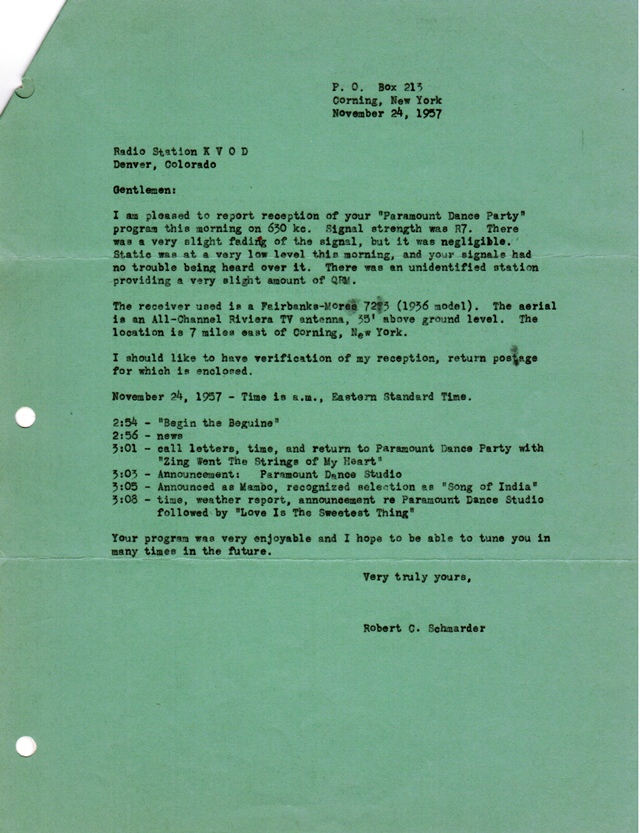 P. O. Box 213
Corning, New York
November 24, 1957
Radio Station K V O D
Denver, Colorado
Gentlemen:
I am pleased to report reception of your "Paramount Dance Party"
program this morning on 630 kc. Signal strength was R7. There
was a very slight fading of the signal, but it was negligible.
Static was at a very low level this morning, and your signals had
no trouble being heard over it. There was an unidentified station
providing a very slight amount of QRM.
The receiver used is a Fairbanks-Morse (1936 model). The aerial
is an All-Channel Riviera TV antenna, 35' above ground level. The
location is 7 miles east of Corning, New York.
I should like to have verification of my reception, return postage
for which is enclosed.
November 24, 1957 - Time is a.m., Eastern Standard Time.
2:54 - "Begin the Beguine"
2:56 - news
3:01 - call letters, time, and return to Paramount Dance Party with
"Zing Went The Strings of My Heart"
3:03 - Announcement: Paramount Dance Studio
3:05 - Announced as Mambo, recognized selection as "Song of India"
3:08 - time, weather report, announcement re Paramount Dance Studio
followed by "Love Is The Sweetest Thing"
Your program was very enjoyable and I hope to be able to tune you in
many times in the future.
Very truly yours,
Robert C. Schmarder